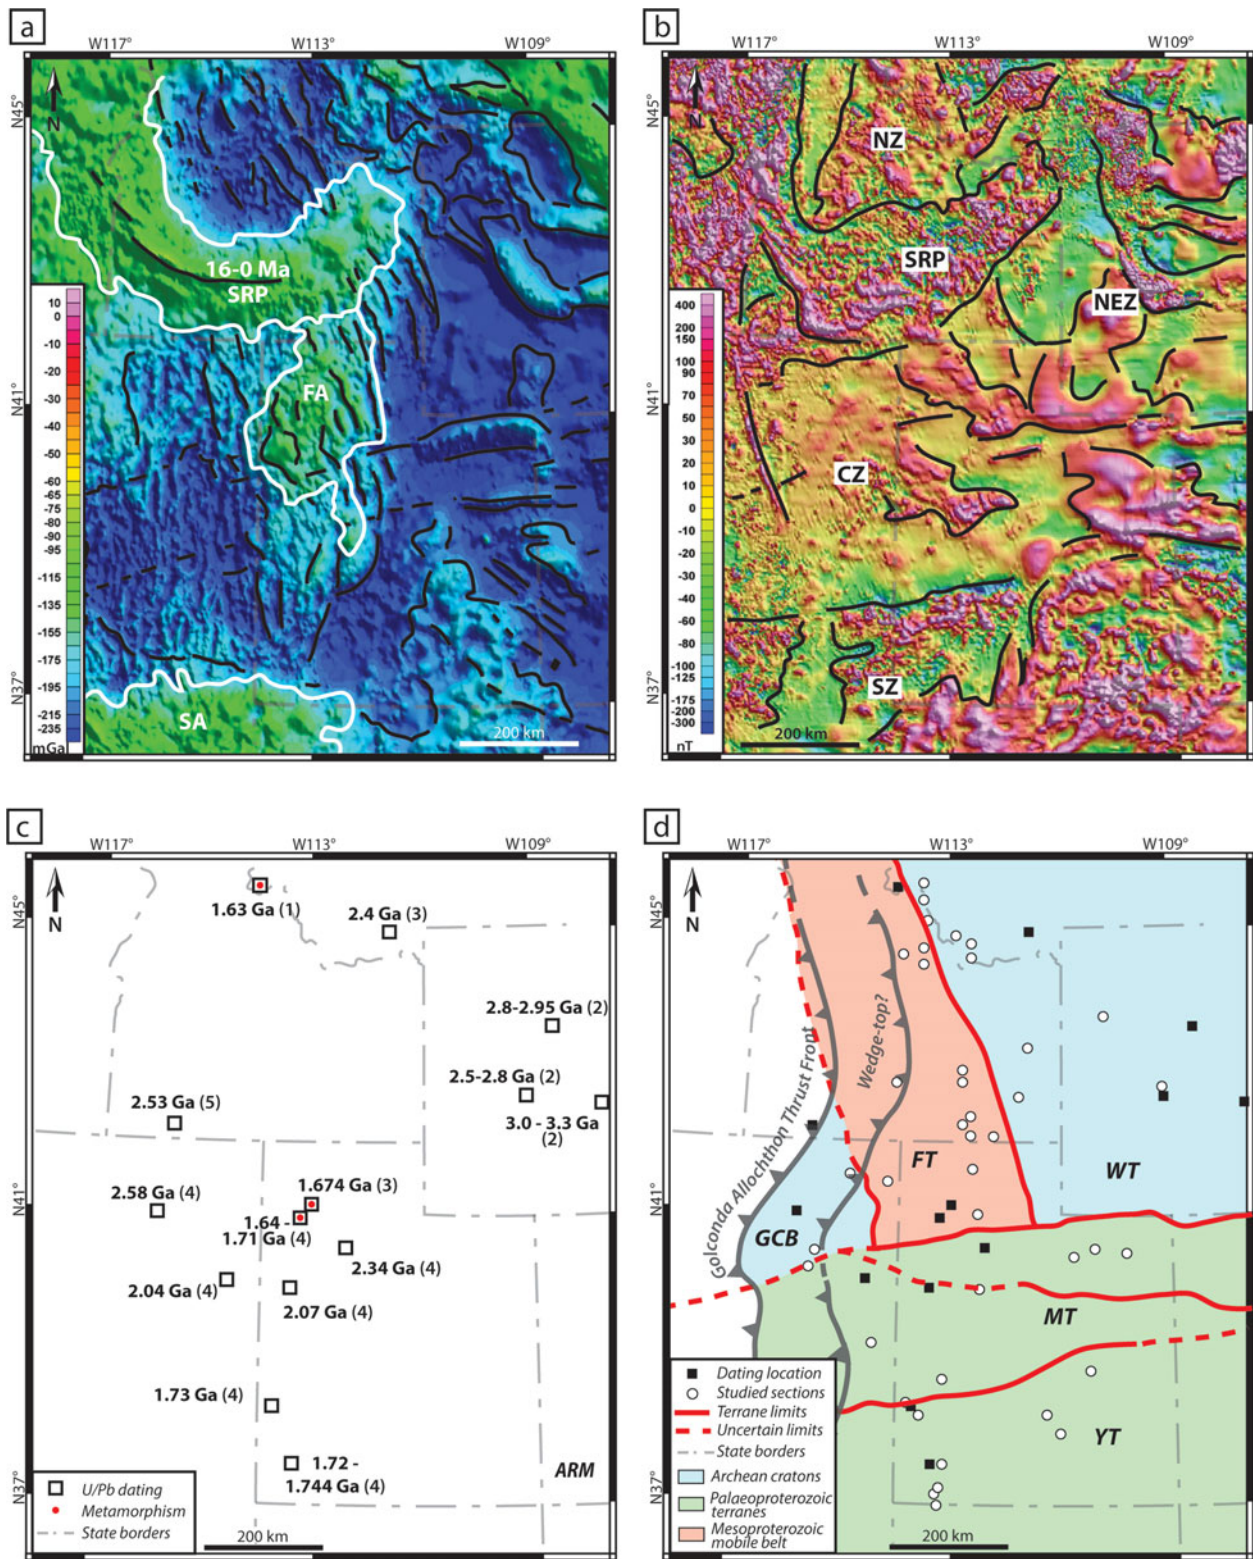 a
W117°
W113°
W109°
N45°
N41°
N37°
N
16-0 Ma
SRP
FA
SA
10
0
-10
-20
-30
-40
-50
-60
-65
-75
-80
-90
-95
-115
-135
-155
-175
-195
-215
-235
mGa
200 km
b
W117°
W113°
W109°
N45°
N41°
N37°
N
NZ
SRP
NEZ
CZ
SZ
400
200
150
100
90
70
50
30
20
10
0
-20
-30
-40
-60
-70
-100
-125
-175
-200
-300
nT
200 km
c
W117°
W113°
W109°
N45°
N41°
N37°
N
1.63 Ga (1)
2.4 Ga (3)
2.8-2.95 Ga (2)
2.5-2.8 Ga (2)
3.0 - 3.3 Ga
(2)
2.53 Ga (5)
2.58 Ga (4)
1.674 Ga (3)
1.64 -
1.71 Ga (4)
2.34 Ga (4)
2.04 Ga (4)
2.07 Ga (4)
1.73 Ga (4)
1.72 -
1.744 Ga (4)
ARM
U/Pb dating
Metamorphism
State borders
200 km
d
W117°
W113°
W109°
N45°
N41°
N37°
N
Golconda Allochthon Thrust Front
Wedge-top?
FT
WT
GCB
MT
YT
Dating location
Studied sections
Terrane limits
Uncertain limits
State borders
Archean cratons
Palaeoproterozoic
terranes
Mesoproterozoic
mobile belt
200 km